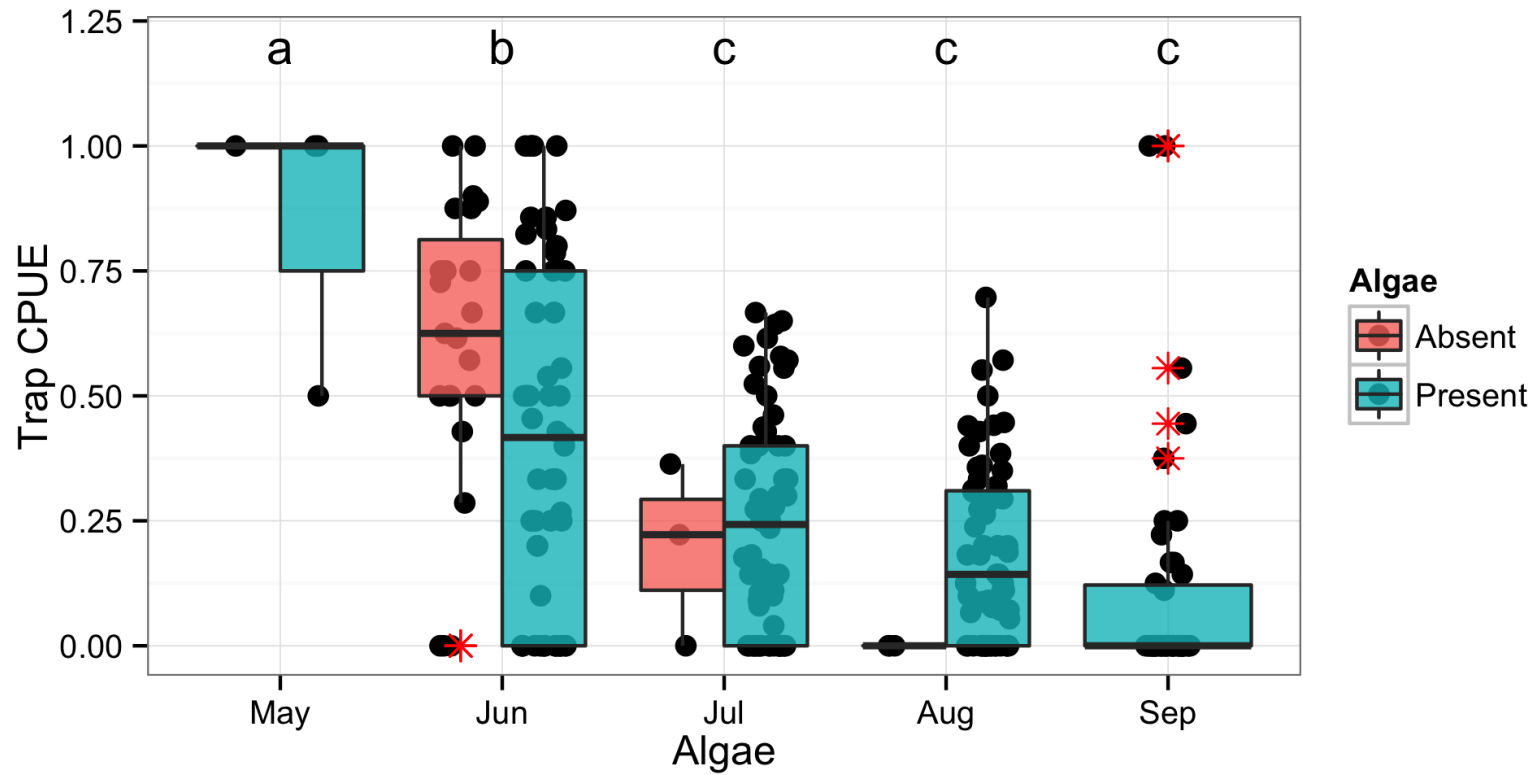 a b c c c
1.25
1.00
0.75
0.50
0.25
0.00
Trap CPUE
May Jun Jul Aug Sep
Algae
Algae
Absent
Present